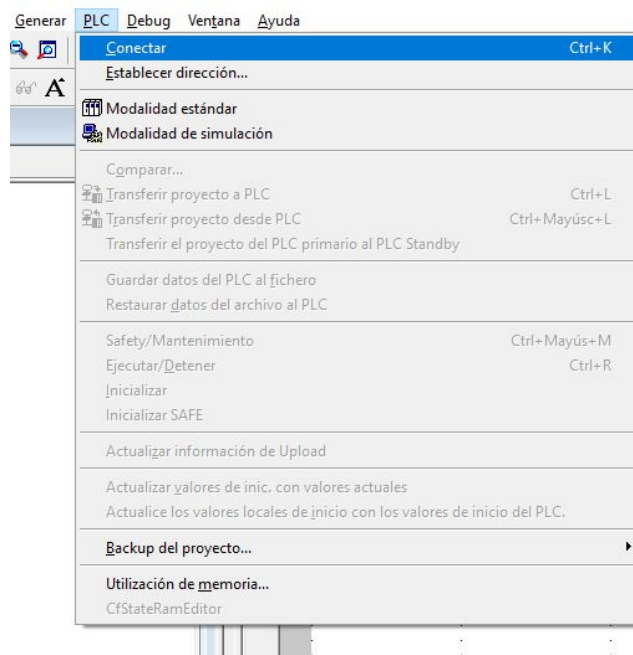 Generar PLC Debug Ventana Ayuda
Conectar Ctrl+K
Establecer dirección...
Modalidad estándar
Modalidad de simulación
Comparar...
Transferir proyecto a PLC Ctrl+L
Transferir proyecto desde PLC Ctrl+Mayúsc+L
Transferir el proyecto del PLC primario al PLC Standby
Guardar datos del PLC al fichero
Restaurar datos del archivo al PLC
Safety/Mantenimiento Ctrl+Mayús+M
Ejecutar/Detener Ctrl+R
Inicializar
Inicializar SAFE
Actualizar información de Upload
Actualizar valores de inic. con valores actuales
Actualice los valores locales de inicio con los valores de inicio del PLC.
Backup del proyecto...
Utilización de memoria...
CfStateRamEditor